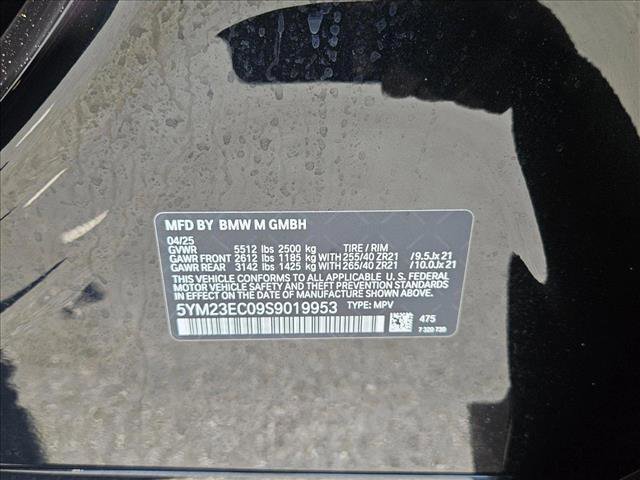 MFD BY BMW M GMBH
04/25
GVWR 5512 lbs 2500 kg TIRE / RIM
GAWR FRONT 2612 lbs 1185 kg WITH 255/40 ZR21 /9.5Jx21
GAWR REAR 3142 lbs 1425 kg WITH 265/40 ZR21 /10.0Jx21
THIS VEHICLE CONFORMS TO ALL APPLICABLE U.S. FEDERAL
MOTOR VEHICLE SAFETY, BUMPER, AND THEFT PREVENTION
STANDARDS IN EFFECT ON THE DATE OF MANUFACTURE SHOWN ABOVE.
5YM23EC09S9019953 TYPE: MPV
475
7 320 739